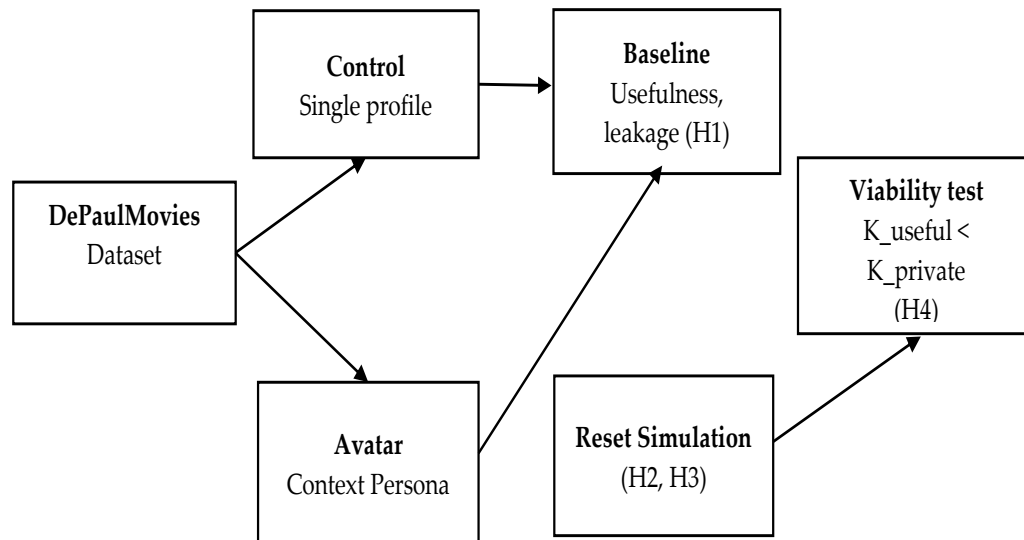 Control
Single profile
Baseline
Usefulness,
leakage (H1)
DePaulMovies
Dataset
Viability test
K_useful <
K_private
(H4)
Avatar
Context Persona
Reset Simulation
(H2, H3)